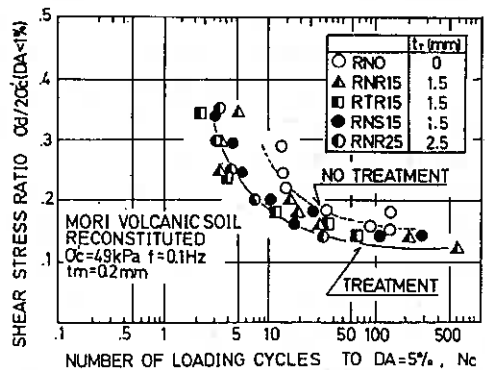 SHEAR STRESS RATIO σd/2σ'c(DA<1%)
.5
.4
.3
.2
.1
tr(mm)
○ RNO 0
△ RNR15 1.5
◧ RTR15 1.5
● RNS15 1.5
◐ RNR25 2.5
NO TREATMENT
MORI VOLCANIC SOIL
RECONSTITUTED
σ'c=49kPa f=0.1Hz
tm=0.2mm
TREATMENT
.1 .5 1 5 10 50 100 500
NUMBER OF LOADING CYCLES TO DA=5%, Nc